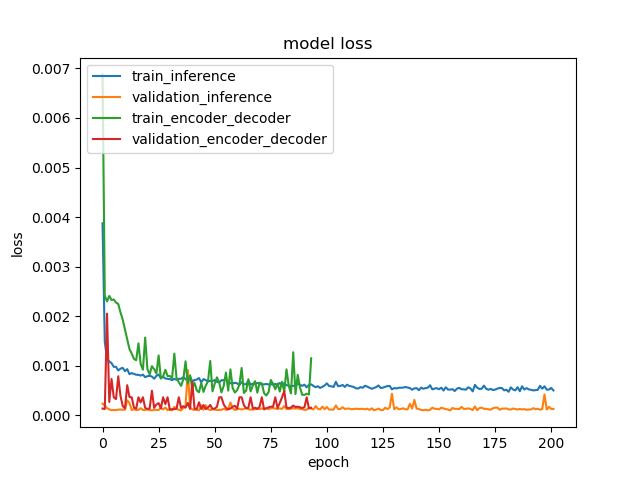 model loss
train_inference
validation_inference
train_encoder_decoder
validation_encoder_decoder
0.007
0.006
0.005
0.004
0.003
0.002
0.001
0.000
loss
0 25 50 75 100 125 150 175 200
epoch